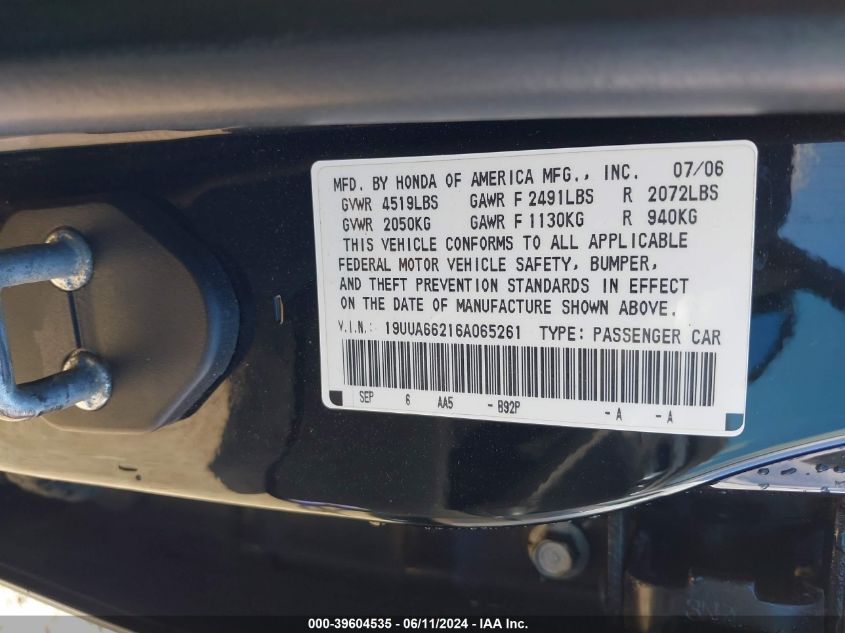 MFD. BY HONDA OF AMERICA MFG., INC. 07/06
GVWR 4519LBS GAWR F 2491LBS R 2072LBS
GVWR 2050KG GAWR F 1130KG R 940KG
THIS VEHICLE CONFORMS TO ALL APPLICABLE
FEDERAL MOTOR VEHICLE SAFETY, BUMPER,
AND THEFT PREVENTION STANDARDS IN EFFECT
ON THE DATE OF MANUFACTURE SHOWN ABOVE.
V.I.N.: 19UUA66216A065261 TYPE: PASSENGER CAR
SEP 6 AA5 - B92P - A - A
000-39604535 - 06/11/2024 - IAAI, Inc.